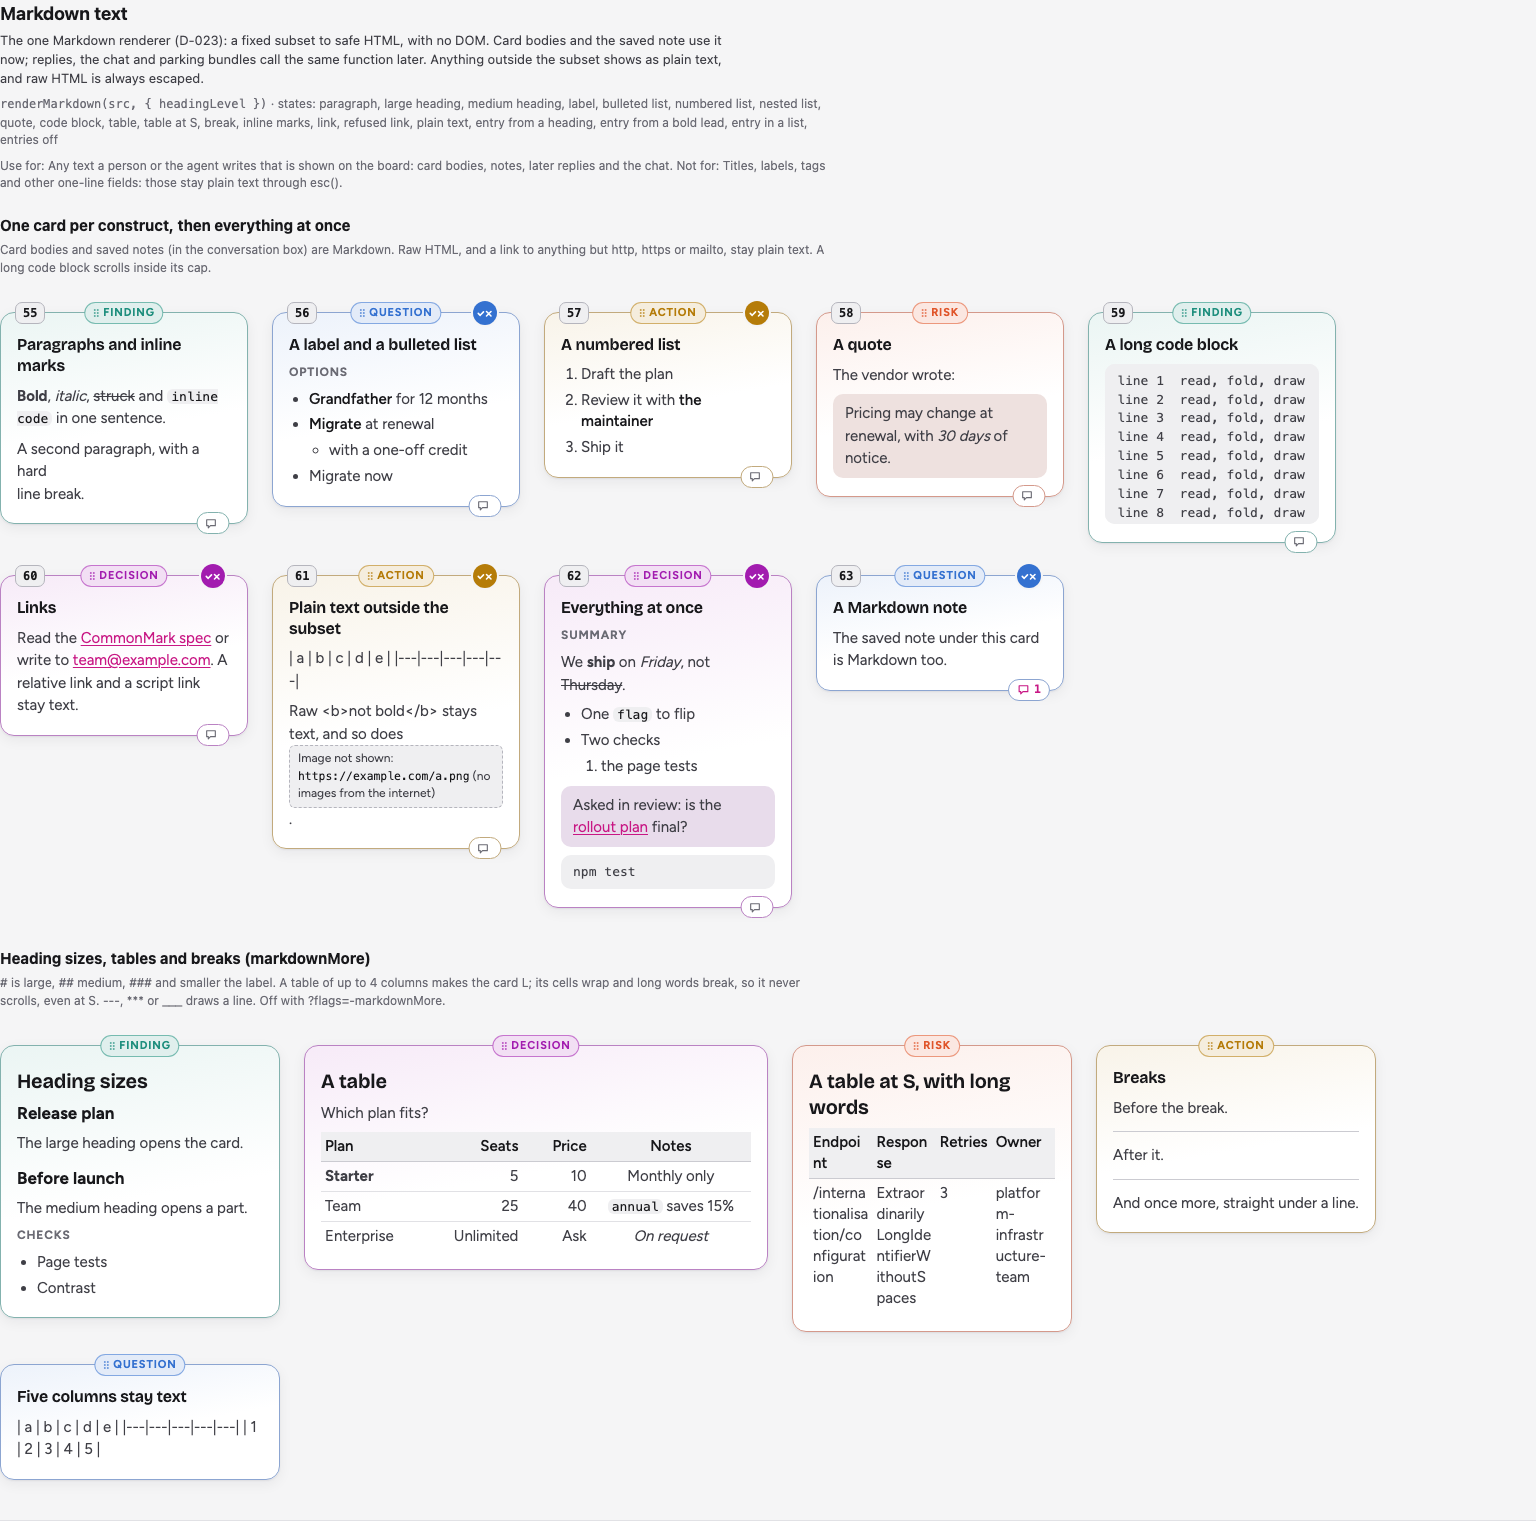 Markdown text
The one Markdown renderer (D-023): a fixed subset to safe HTML, with no DOM. Card bodies and the saved note use it
now; replies, the chat and parking bundles call the same function later. Anything outside the subset shows as plain text,
and raw HTML is always escaped.
renderMarkdown(src, { headingLevel }) · states: paragraph, large heading, medium heading, label, bulleted list, numbered list, nested list,
quote, code block, table, table at S, break, inline marks, link, refused link, plain text, entry from a heading, entry from a bold lead, entry in a list,
entries off
Use for: Any text a person or the agent writes that is shown on the board: card bodies, notes, later replies and the chat. Not for: Titles, labels, tags
and other one-line fields: those stay plain text through esc().
One card per construct, then everything at once
Card bodies and saved notes (in the conversation box) are Markdown. Raw HTML, and a link to anything but http, https or mailto, stay plain text. A
long code block scrolls inside its cap.
55 FINDING
Paragraphs and inline
marks
Bold, italic, struck and inline
code in one sentence.
A second paragraph, with a
hard
line break.
56 QUESTION
A label and a bulleted list
OPTIONS
• Grandfather for 12 months
• Migrate at renewal
◦ with a one-off credit
• Migrate now
57 ACTION
A numbered list
1. Draft the plan
2. Review it with the
maintainer
3. Ship it
58 RISK
A quote
The vendor wrote:
Pricing may change at
renewal, with 30 days of
notice.
59 FINDING
A long code block
line 1  read, fold, draw
line 2  read, fold, draw
line 3  read, fold, draw
line 4  read, fold, draw
line 5  read, fold, draw
line 6  read, fold, draw
line 7  read, fold, draw
line 8  read, fold, draw
60 DECISION
Links
Read the CommonMark spec or
write to team@example.com. A
relative link and a script link
stay text.
61 ACTION
Plain text outside the
subset
| a | b | c | d | e | |---|---|---|---|--
-|
Raw <b>not bold</b> stays
text, and so does
Image not shown:
https://example.com/a.png (no
images from the internet)
.
62 DECISION
Everything at once
SUMMARY
We ship on Friday, not
Thursday.
• One flag to flip
• Two checks
1. the page tests
Asked in review: is the
rollout plan final?
npm test
63 QUESTION
A Markdown note
The saved note under this card
is Markdown too.
1
Heading sizes, tables and breaks (markdownMore)
# is large, ## medium, ### and smaller the label. A table of up to 4 columns makes the card L; its cells wrap and long words break, so it never
scrolls, even at S. ---, *** or ___ draws a line. Off with ?flags=-markdownMore.
FINDING
Heading sizes
Release plan
The large heading opens the card.
Before launch
The medium heading opens a part.
CHECKS
• Page tests
• Contrast
DECISION
A table
Which plan fits?
Plan Seats Price Notes
Starter 5 10 Monthly only
Team 25 40 annual saves 15%
Enterprise Unlimited Ask On request
RISK
A table at S, with long
words
Endpoi Respon Retries Owner
nt se
/interna Extraor 3 platfor
tionalisa dinarily m-
tion/co LongIde infrastr
nfigurat ntifierW ucture-
ion ithoutS team
paces
ACTION
Breaks
Before the break.
After it.
And once more, straight under a line.
QUESTION
Five columns stay text
| a | b | c | d | e | |---|---|---|---|---| | 1
| 2 | 3 | 4 | 5 |